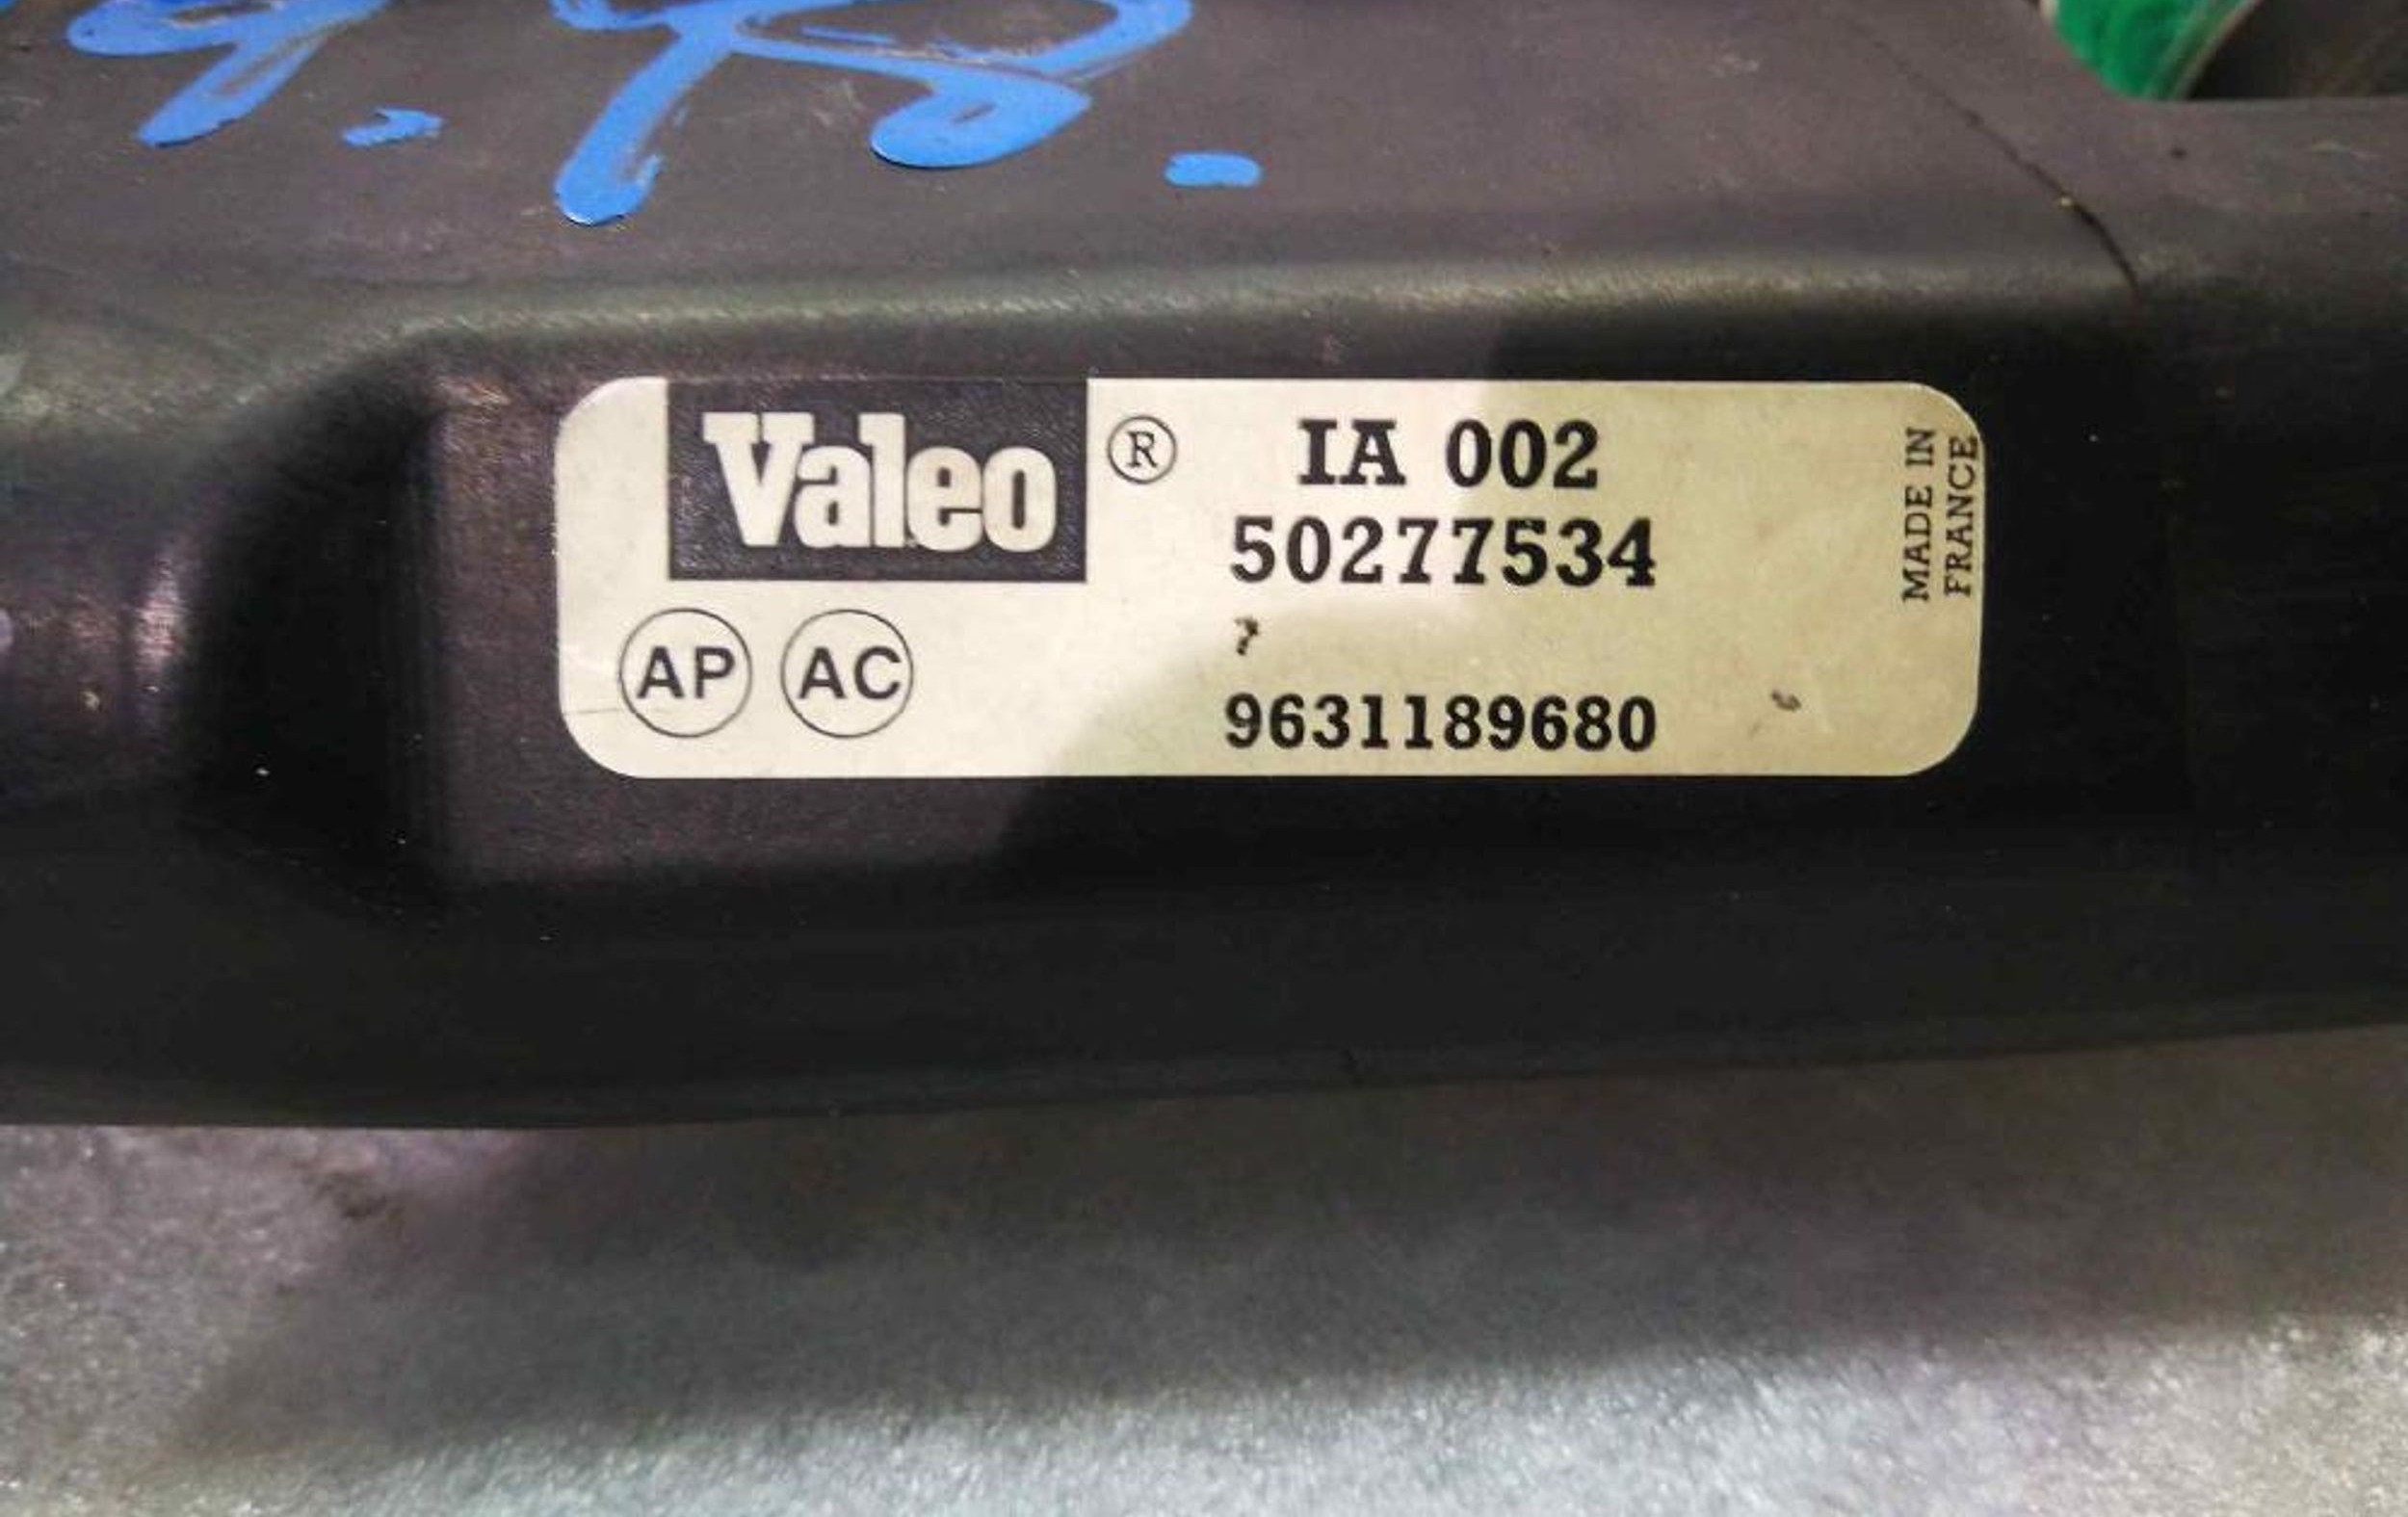 Valeo ® IA 002
50277534
AP AC
9631189680
MADE IN
FRANCE